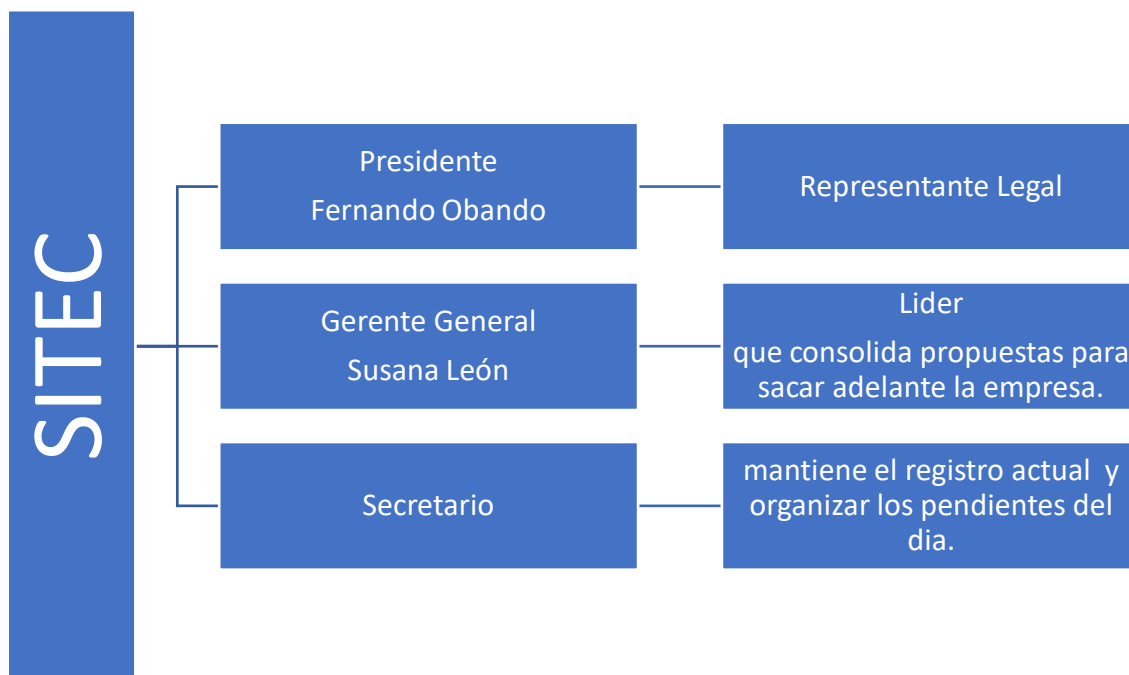 SITEC
Presidente
Fernando Obando
Representante Legal
Gerente General
Susana León
Lider
que consolida propuestas para
sacar adelante la empresa.
Secretario
mantiene el registro actual  y
organizar los pendientes del
dia.